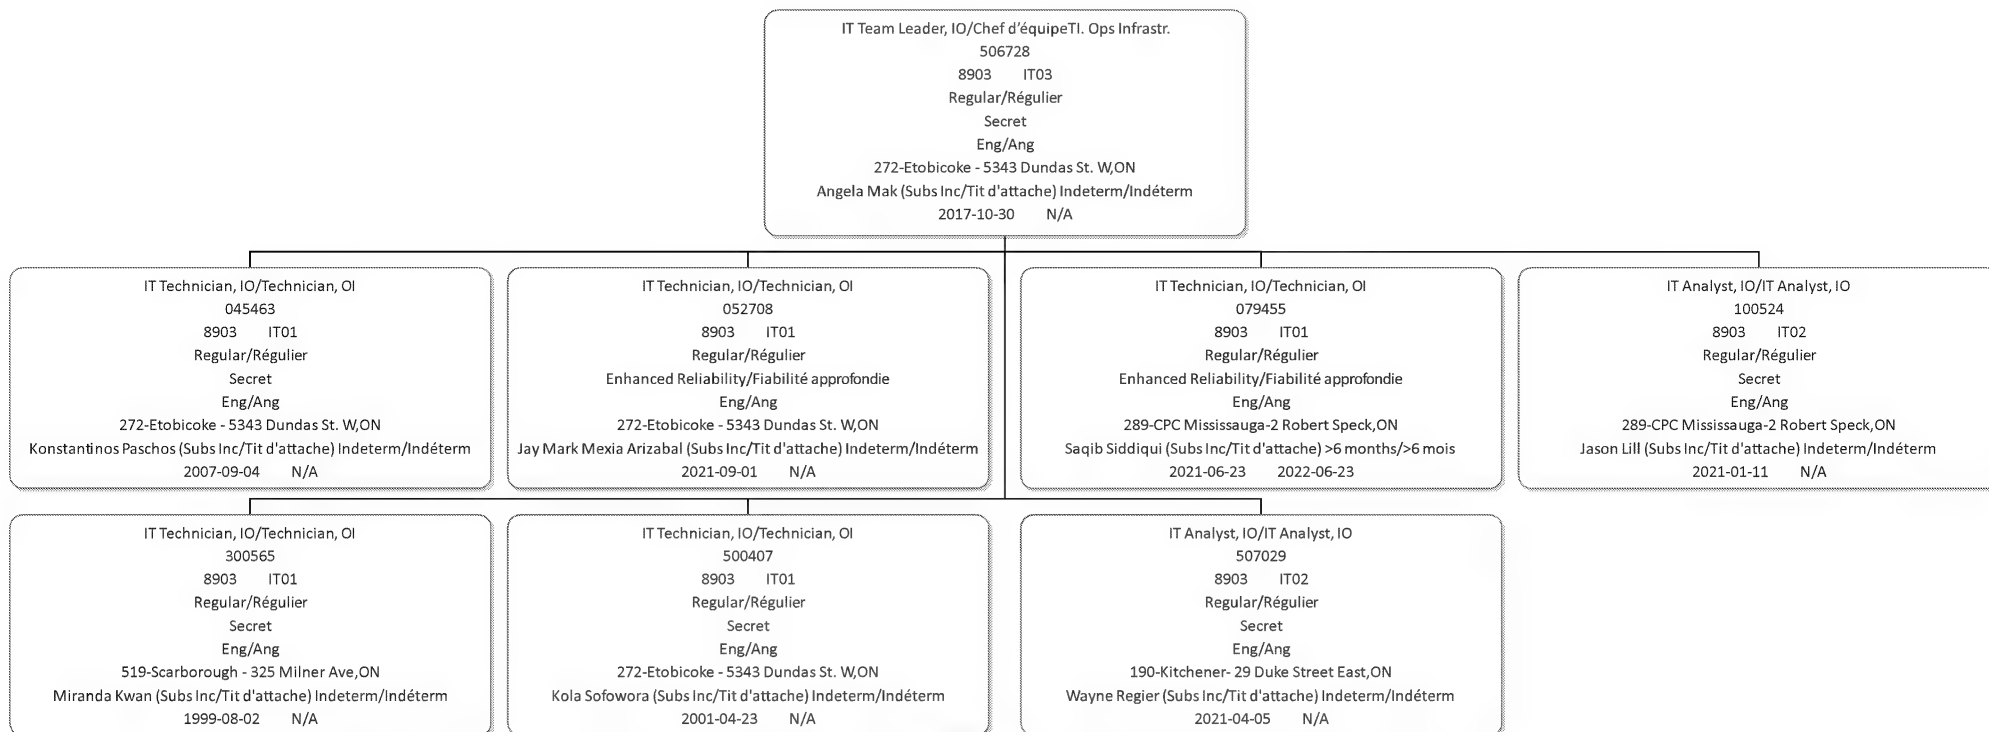 IT Team Leader, IO/Chef d'équipeTI. Ops Infrastr.
506728
8903 IT03
Regular/Régulier
Secret
Eng/Ang
272-Etobicoke - 5343 Dundas St. W,ON
Angela Mak (Subs Inc/Tit d'attache) Indeterm/Indéterm
2017-10-30 N/A
IT Technician, IO/Technician, OI
045463
8903 IT01
Regular/Régulier
Secret
Eng/Ang
272-Etobicoke - 5343 Dundas St. W,ON
Konstantinos Paschos (Subs Inc/Tit d'attache) Indeterm/Indéterm
2007-09-04 N/A
IT Technician, IO/Technician, OI
052708
8903 IT01
Regular/Régulier
Enhanced Reliability/Fiabilité approfondie
Eng/Ang
272-Etobicoke - 5343 Dundas St. W,ON
Jay Mark Mexia Arizabal (Subs Inc/Tit d'attache) Indeterm/Indéterm
2021-09-01 N/A
IT Technician, IO/Technician, OI
079455
8903 IT01
Regular/Régulier
Enhanced Reliability/Fiabilité approfondie
Eng/Ang
289-CPC Mississauga-2 Robert Speck,ON
Saqib Siddiqui (Subs Inc/Tit d'attache) >6 months/>6 mois
2021-06-23 2022-06-23
IT Analyst, IO/IT Analyst, IO
100524
8903 IT02
Regular/Régulier
Secret
Eng/Ang
289-CPC Mississauga-2 Robert Speck,ON
Jason Lill (Subs Inc/Tit d'attache) Indeterm/Indéterm
2021-01-11 N/A
IT Technician, IO/Technician, OI
300565
8903 IT01
Regular/Régulier
Secret
Eng/Ang
519-Scarborough - 325 Milner Ave,ON
Miranda Kwan (Subs Inc/Tit d'attache) Indeterm/Indéterm
1999-08-02 N/A
IT Technician, IO/Technician, OI
500407
8903 IT01
Regular/Régulier
Secret
Eng/Ang
272-Etobicoke - 5343 Dundas St. W,ON
Kola Sofowora (Subs Inc/Tit d'attache) Indeterm/Indéterm
2001-04-23 N/A
IT Analyst, IO/IT Analyst, IO
507029
8903 IT02
Regular/Régulier
Secret
Eng/Ang
190-Kitchener- 29 Duke Street East,ON
Wayne Regier (Subs Inc/Tit d'attache) Indeterm/Indéterm
2021-04-05 N/A